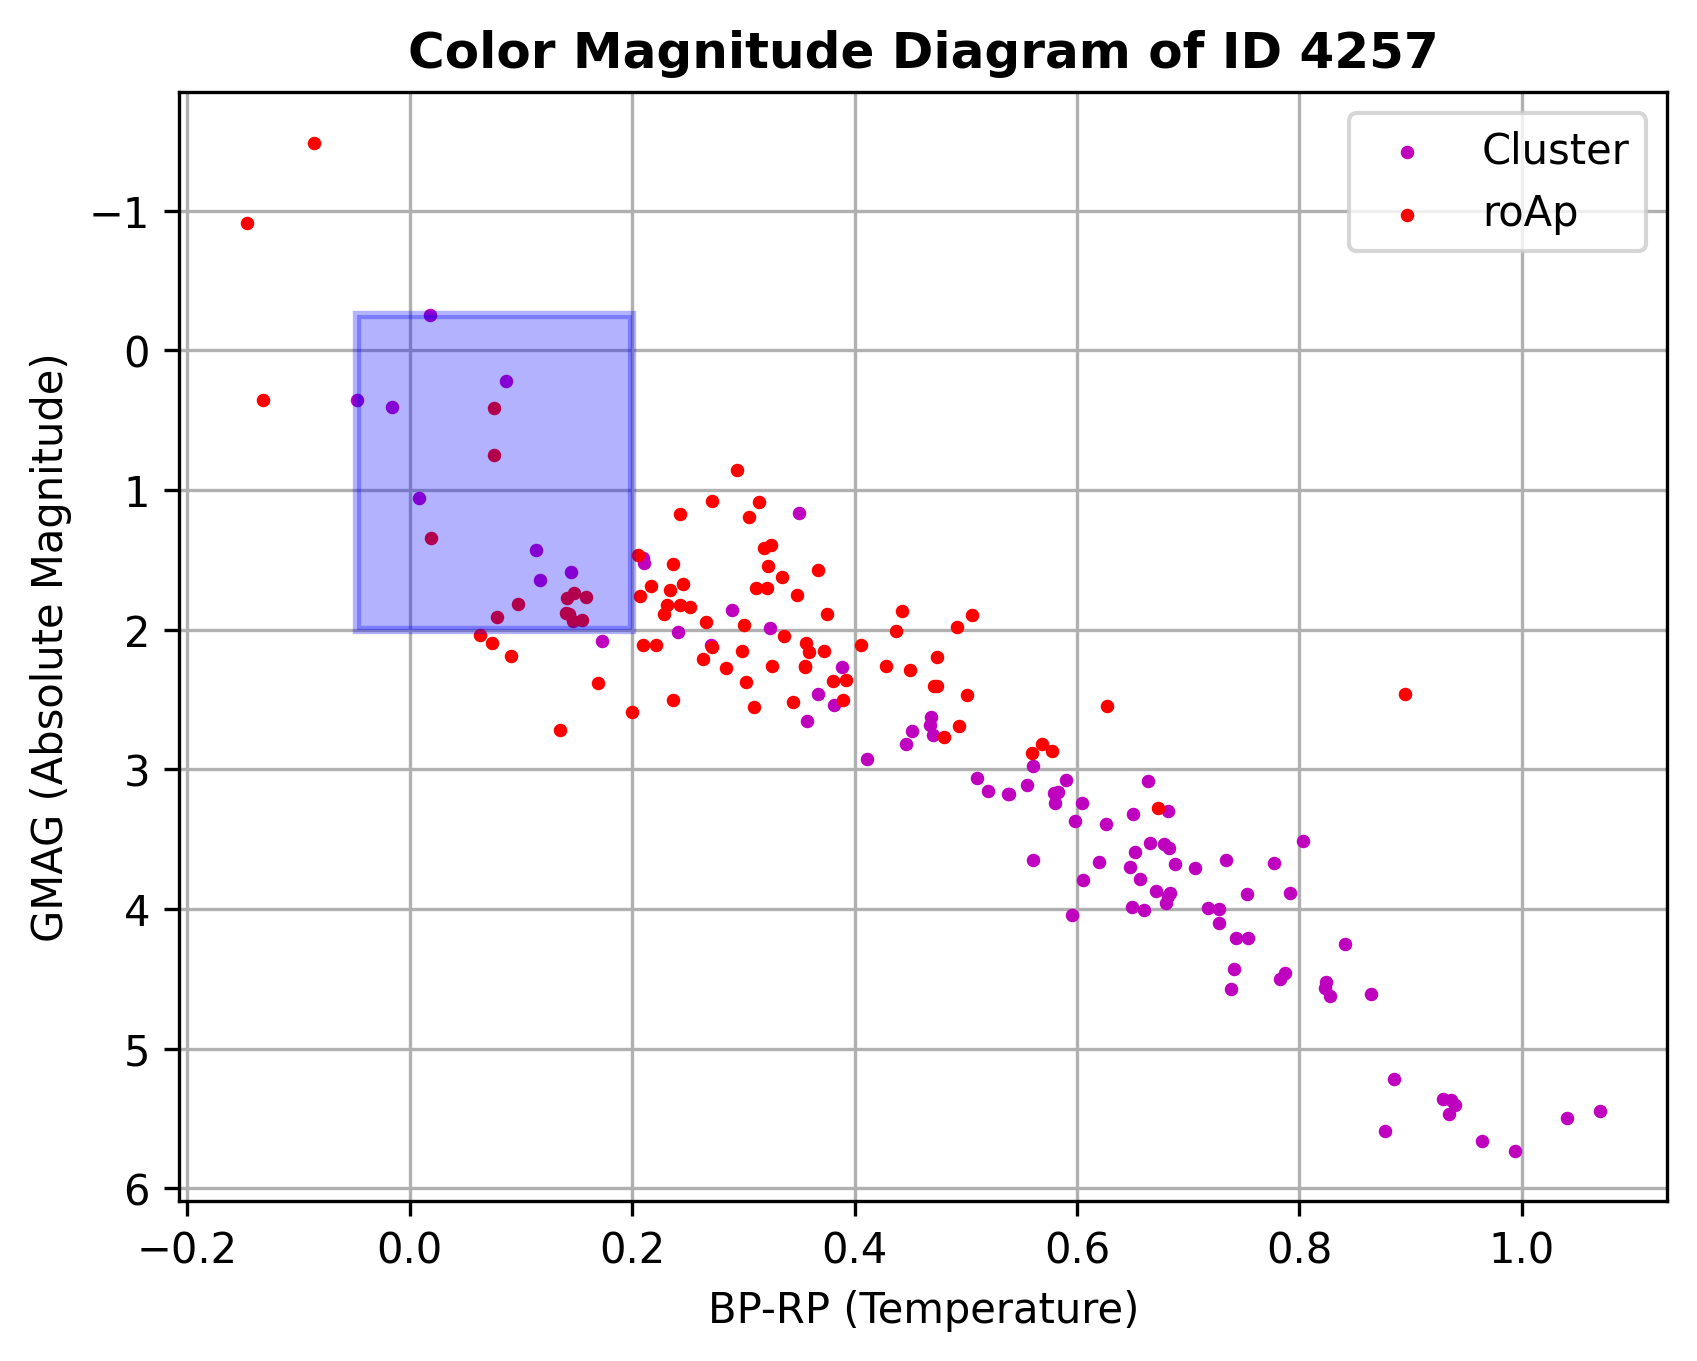 Color Magnitude Diagram of ID 4257
Cluster
roAp
−1
0
1
2
3
4
5
6
GMAG (Absolute Magnitude)
−0.2 0.0 0.2 0.4 0.6 0.8 1.0
BP-RP (Temperature)